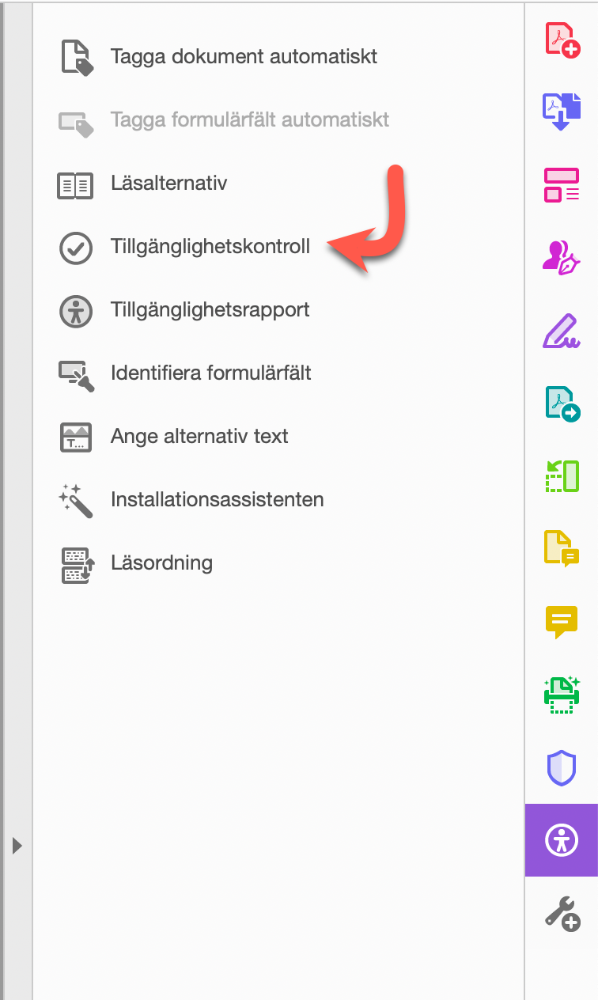 Tagga dokument automatiskt
Tagga formulärfält automatiskt
Läsalternativ
Tillgänglighetskontroll
Tillgänglighetsrapport
Identifiera formulärfält
Ange alternativ text
Installationsassistenten
Läsordning